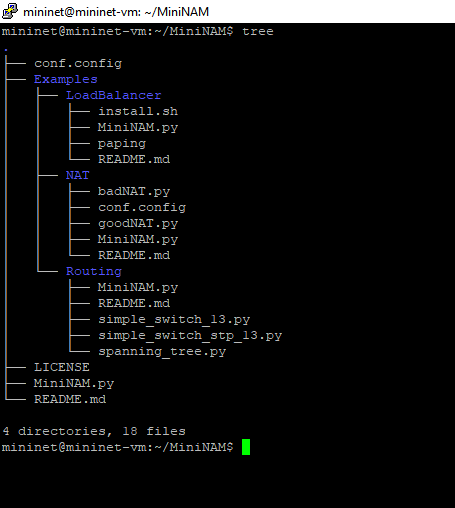 mininet@mininet-vm: ~/MiniNAM
mininet@mininet-vm:~/MiniNAM$ tree
.
├── conf.config
├── Examples
│   ├── LoadBalancer
│   │   ├── install.sh
│   │   ├── MiniNAM.py
│   │   ├── paping
│   │   └── README.md
│   ├── NAT
│   │   ├── badNAT.py
│   │   ├── conf.config
│   │   ├── goodNAT.py
│   │   ├── MiniNAM.py
│   │   └── README.md
│   └── Routing
│       ├── MiniNAM.py
│       ├── README.md
│       ├── simple_switch_13.py
│       ├── simple_switch_stp_13.py
│       └── spanning_tree.py
├── LICENSE
├── MiniNAM.py
└── README.md

4 directories, 18 files
mininet@mininet-vm:~/MiniNAM$